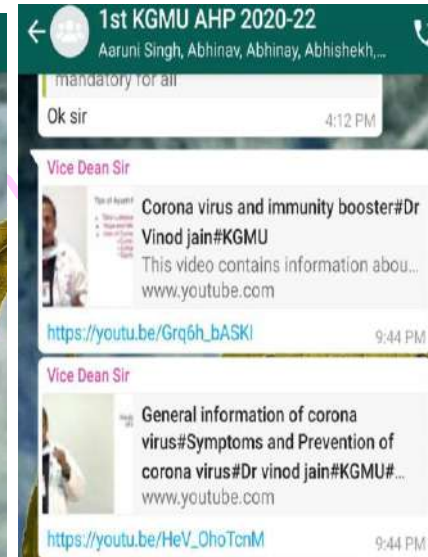 1st KGMU AHP 2020-22
Aaruni Singh, Abhinav, Abhinay, Abhishekh,...
mandatory for all
Ok sir
4:12 PM
Vice Dean Sir
Corona virus and immunity booster#Dr
Vinod jain#KGMU
This video contains information abou...
www.youtube.com
https://youtu.be/Grq6h_bASKI
9:44 PM
Vice Dean Sir
General information of corona
virus#Symptoms and Prevention of
corona virus#Dr vinod jain#KGMU#...
www.youtube.com
https://youtu.be/HeV_OhoTcnM
9:44 PM